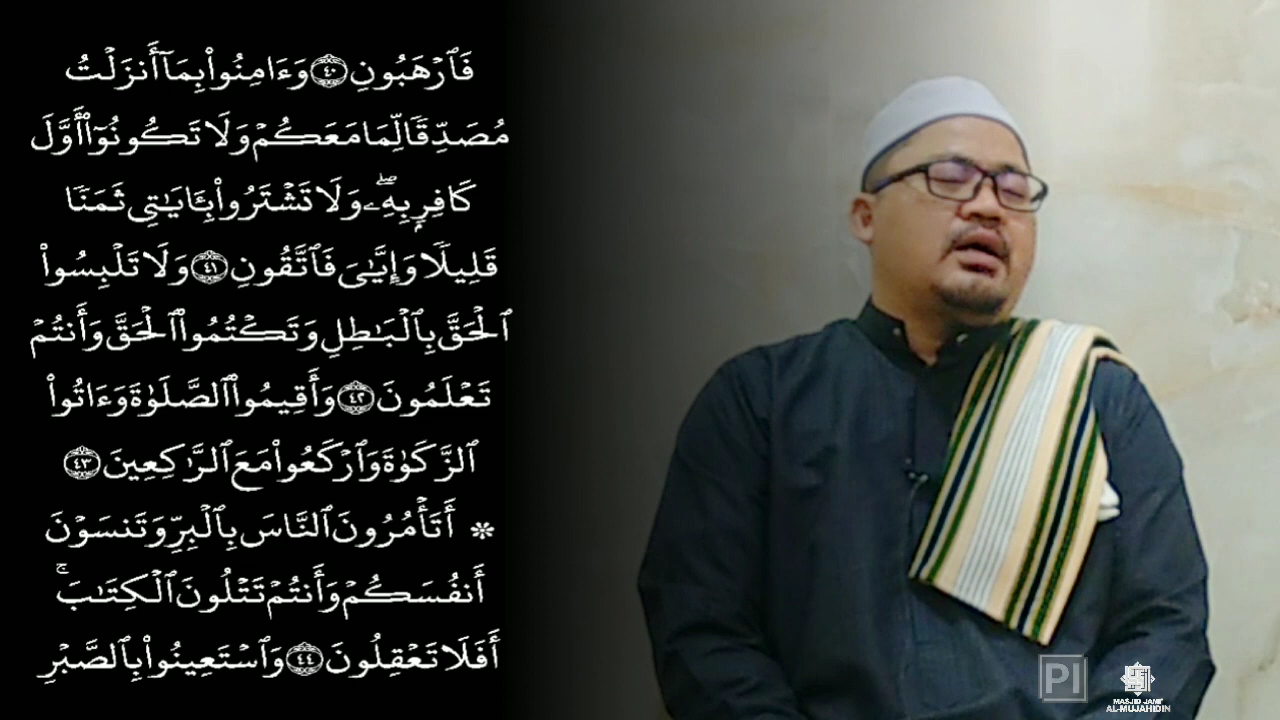 فَٱرۡهَبُونِ ٤٠ وَءَامِنُواْ بِمَآ أَنزَلۡتُ
مُصَدِّقٗا لِّمَا مَعَكُمۡ وَلَا تَكُونُوٓاْ أَوَّلَ
كَافِرِۭ بِهِۦۖ وَلَا تَشۡتَرُواْ بِـَٔايَٰتِي ثَمَنٗا
قَلِيلٗا وَإِيَّٰيَ فَٱتَّقُونِ ٤١ وَلَا تَلۡبِسُواْ
ٱلۡحَقَّ بِٱلۡبَٰطِلِ وَتَكۡتُمُواْ ٱلۡحَقَّ وَأَنتُمۡ
تَعۡلَمُونَ ٤٢ وَأَقِيمُواْ ٱلصَّلَوٰةَ وَءَاتُواْ
ٱلزَّكَوٰةَ وَٱرۡكَعُواْ مَعَ ٱلرَّٰكِعِينَ ٤٣
* أَتَأۡمُرُونَ ٱلنَّاسَ بِٱلۡبِرِّ وَتَنسَوۡنَ
أَنفُسَكُمۡ وَأَنتُمۡ تَتۡلُونَ ٱلۡكِتَٰبَۚ
أَفَلَا تَعۡقِلُونَ ٤٤ وَٱسۡتَعِينُواْ بِٱلصَّبۡرِ
PI
MASJID JAMI'
AL-MUJAHIDIN